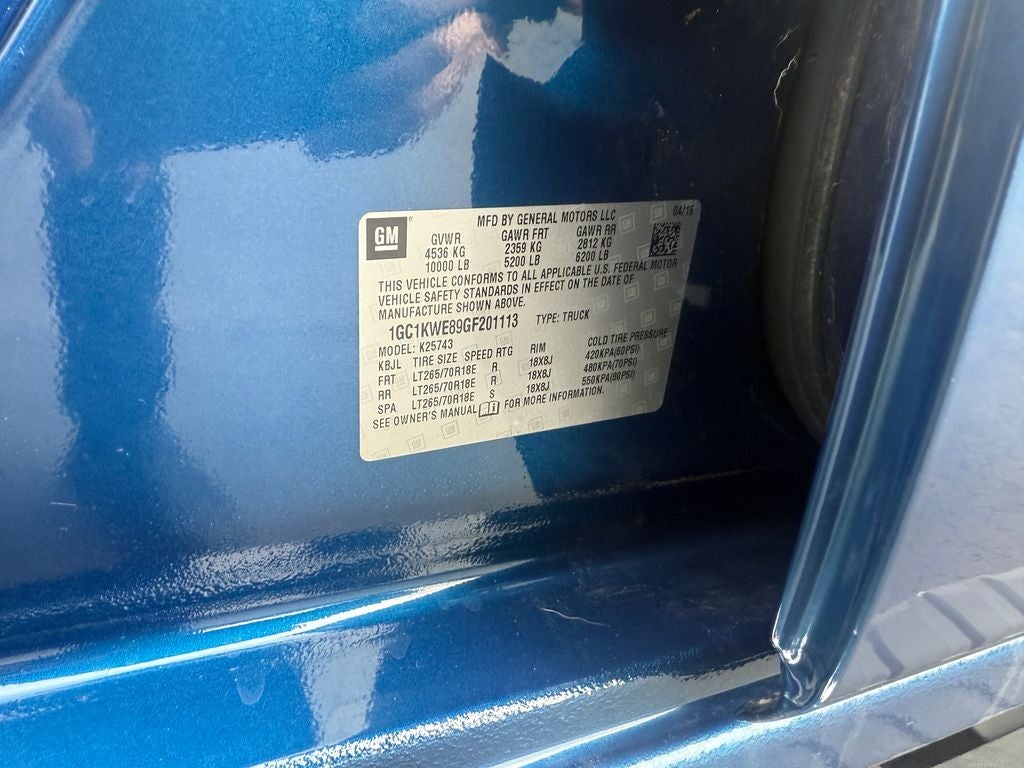 GM
MFD BY GENERAL MOTORS LLC 04/16
GVWR GAWR FRT GAWR RR
4536 KG 2359 KG 2812 KG
10000 LB 5200 LB 6200 LB
THIS VEHICLE CONFORMS TO ALL APPLICABLE U.S. FEDERAL MOTOR
VEHICLE SAFETY STANDARDS IN EFFECT ON THE DATE OF
MANUFACTURE SHOWN ABOVE.
1GC1KWE89GF201113 TYPE: TRUCK
MODEL: K25743
KBJL TIRE SIZE SPEED RTG RIM COLD TIRE PRESSURE
FRT LT265/70R18E R 18X8J 420KPA(60PSI)
RR LT265/70R18E R 18X8J 480KPA(70PSI)
SPA LT265/70R18E S 18X8J 550KPA(80PSI)
SEE OWNER'S MANUAL FOR MORE INFORMATION.